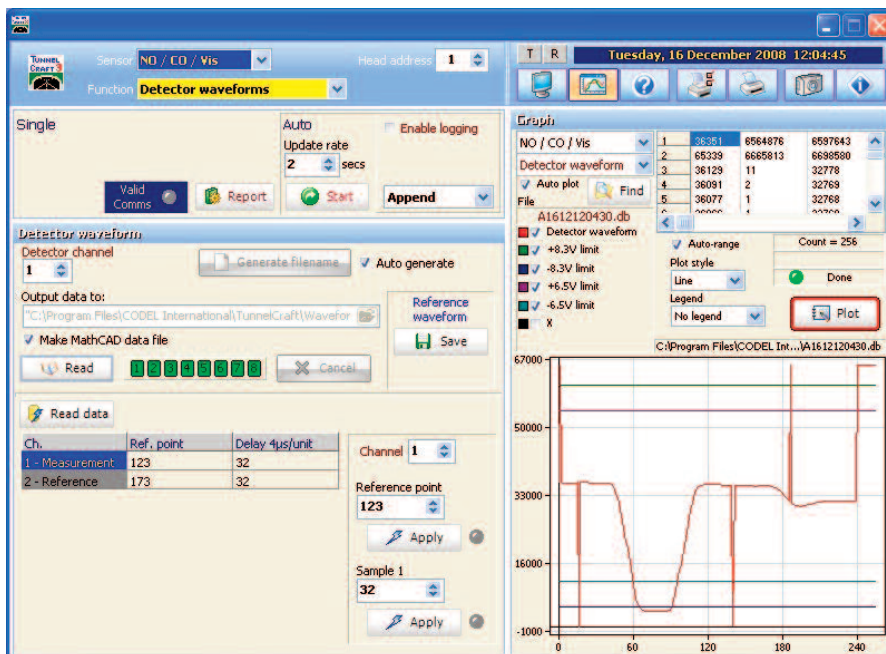 TUNNEL CRAFT 3
Sensor NO / CO / Vis
Head address 1
Function Detector waveforms
T R Tuesday, 16 December 2008 12:04:45
Single
Auto
Enable logging
Update rate
2 secs
Valid Comms
Report
Start
Append
Detector waveform
Detector channel
1
Generate filename
Auto generate
Output data to:
"C:\Program Files\CODEL International\TunnelCraft\Wavefor
Make MathCAD data file
Read
1 2 3 4 5 6 7 8
Cancel
Reference waveform
Save
Read data
Ch. Ref. point Delay 4µs/unit
1 - Measurement 123 32
2 - Reference 173 32
Channel 1
Reference point
123
Apply
Sample 1
32
Apply
Graph
NO / CO / Vis
Detector waveform
Auto plot
Find
File
A1612120430.db
Detector waveform
+8.3V limit
-8.3V limit
+6.5V limit
-6.5V limit
X
1 36351 6564876 6597643
2 65339 6665813 6698580
3 36129 11 32778
4 36091 2 32769
5 36077 1 32768
Auto-range
Count = 256
Plot style
Line
Done
Legend
No legend
Plot
C:\Program Files\CODEL Int...\A1612120430.db
67000
50000
33000
16000
-1000
0 60 120 180 240